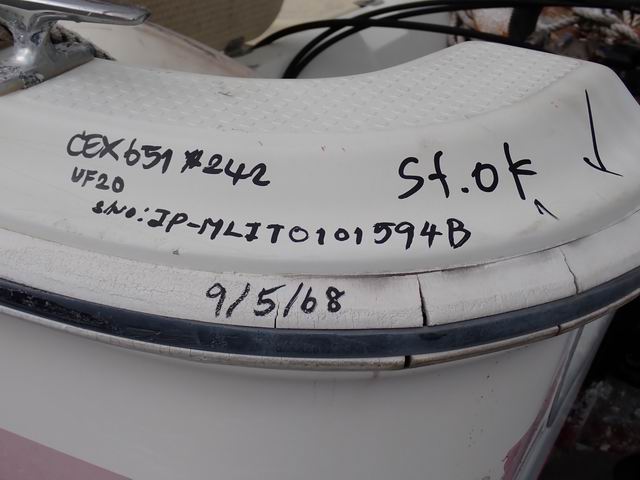 CEX651 #242
UF20
S.No: JP-MLIT0101594B
St.ok
9/5/68